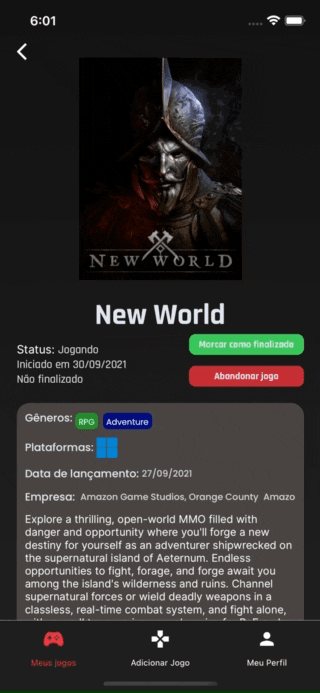 6:01
NEW WORLD
New World
Status: Jogando
Iniciado em 30/09/2021
Não finalizado
Marcar como finalizado
Abandonar jogo
Gêneros: RPG Adventure
Plataformas:
Data de lançamento: 27/09/2021
Empresa: Amazon Game Studios, Orange County Amazo
Explore a thrilling, open-world MMO filled with
danger and opportunity where you'll forge a new
destiny for yourself as an adventurer shipwrecked on
the supernatural island of Aeternum. Endless
opportunities to fight, forage, and forge await you
among the island's wilderness and ruins. Channel
supernatural forces or wield deadly weapons in a
classless, real-time combat system, and fight alone,
Meus jogos
Adicionar Jogo
Meu Perfil